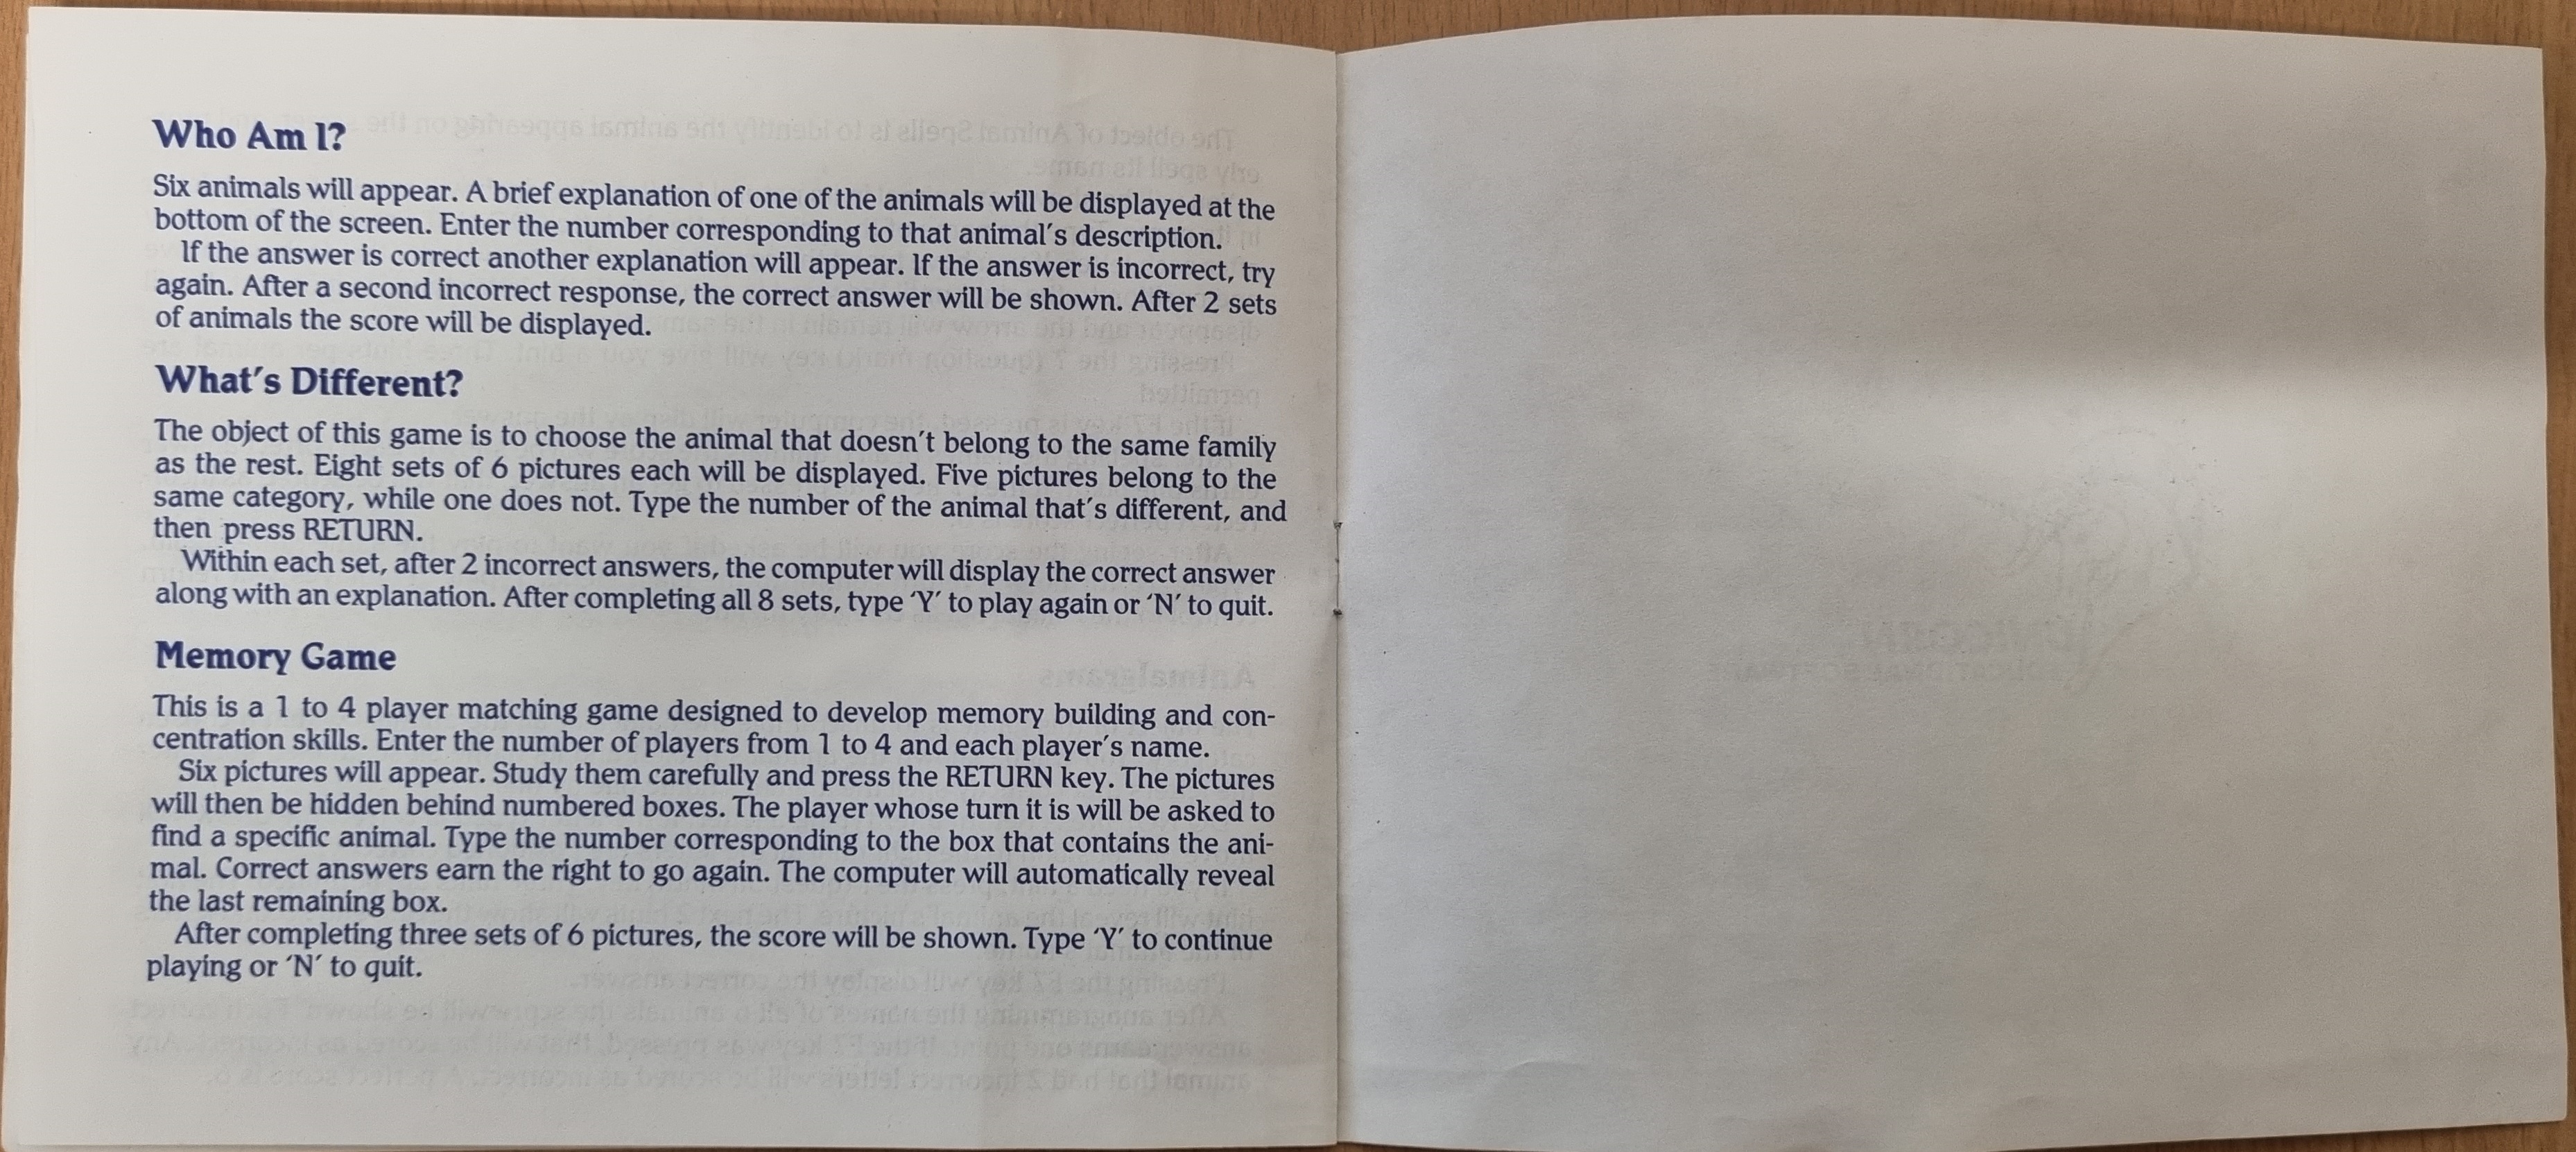 Who Am I?
Six animals will appear. A brief explanation of one of the animals will be displayed at the
bottom of the screen. Enter the number corresponding to that animal's description.
If the answer is correct another explanation will appear. If the answer is incorrect, try
again. After a second incorrect response, the correct answer will be shown. After 2 sets
of animals the score will be displayed.
What's Different?
The object of this game is to choose the animal that doesn't belong to the same family
as the rest. Eight sets of 6 pictures each will be displayed. Five pictures belong to the
same category, while one does not. Type the number of the animal that's different, and
then press RETURN.
Within each set, after 2 incorrect answers, the computer will display the correct answer
along with an explanation. After completing all 8 sets, type 'Y' to play again or 'N' to quit.
Memory Game
This is a 1 to 4 player matching game designed to develop memory building and con-
centration skills. Enter the number of players from 1 to 4 and each player's name.
Six pictures will appear. Study them carefully and press the RETURN key. The pictures
will then be hidden behind numbered boxes. The player whose turn it is will be asked to
find a specific animal. Type the number corresponding to the box that contains the ani-
mal. Correct answers earn the right to go again. The computer will automatically reveal
the last remaining box.
After completing three sets of 6 pictures, the score will be shown. Type 'Y' to continue
playing or 'N' to quit.